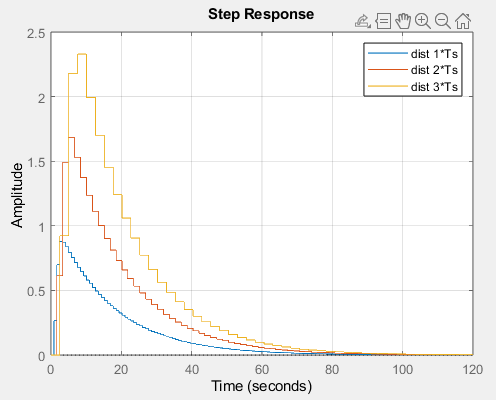 Step Response
2.5
2
1.5
1
0.5
0
0
20
40
60
80
100
120
Amplitude
Time (seconds)
dist 1*Ts
dist 2*Ts
dist 3*Ts